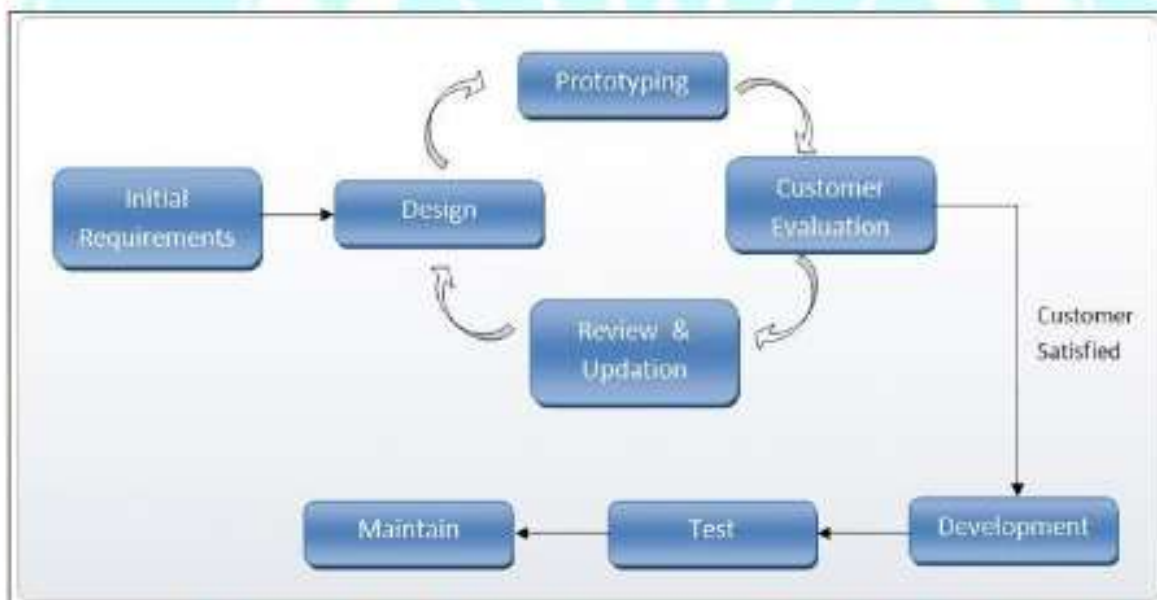 Prototyping
Initial
Requirements
Design
Customer
Evaluation
Review &
Updation
Customer
Satisfied
Maintain
Test
Development